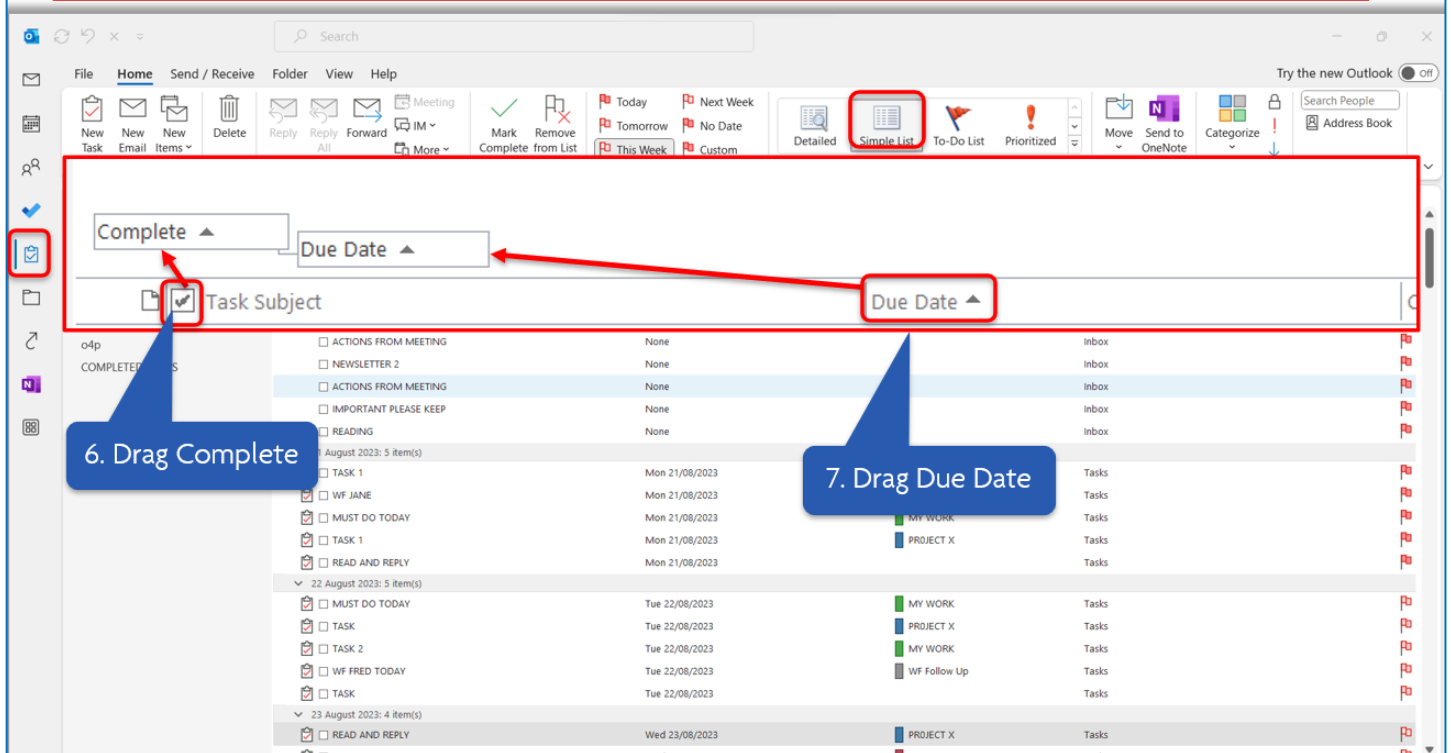 Search
File Home Send / Receive Folder View Help
Try the new Outlook Off
New Task
New Email
New Items
Delete
Reply
Reply All
Forward
Meeting
IM
More
Mark Complete
Remove from List
Today
Tomorrow
This Week
Next Week
No Date
Custom
Detailed
Simple List
To-Do List
Prioritized
Move
Send to OneNote
Categorize
Search People
Address Book
Complete
Due Date
Task Subject
Due Date
o4p
6. Drag Complete
7. Drag Due Date
ACTIONS FROM MEETING None Inbox
NEWSLETTER 2 None Inbox
ACTIONS FROM MEETING None Inbox
IMPORTANT PLEASE KEEP None Inbox
READING None Inbox
August 2023: 5 item(s)
TASK 1 Mon 21/08/2023 Tasks
WF JANE Mon 21/08/2023 Tasks
MUST DO TODAY Mon 21/08/2023 MY WORK Tasks
TASK 1 Mon 21/08/2023 PROJECT X Tasks
READ AND REPLY Mon 21/08/2023 Tasks
22 August 2023: 5 item(s)
MUST DO TODAY Tue 22/08/2023 MY WORK Tasks
TASK Tue 22/08/2023 PROJECT X Tasks
TASK 2 Tue 22/08/2023 MY WORK Tasks
WF FRED TODAY Tue 22/08/2023 WF Follow Up Tasks
TASK Tue 22/08/2023 Tasks
23 August 2023: 4 item(s)
READ AND REPLY Wed 23/08/2023 PROJECT X Tasks